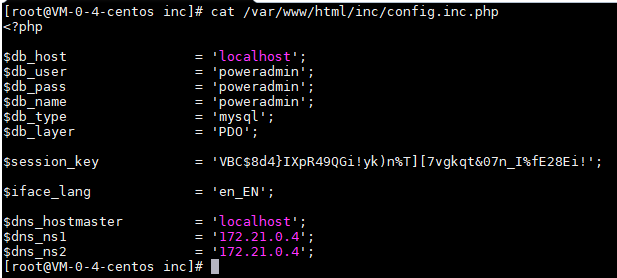 [root@VM-0-4-centos inc]# cat /var/www/html/inc/config.inc.php
<?php
$db_host = 'localhost';
$db_user = 'poweradmin';
$db_pass = 'poweradmin';
$db_name = 'poweradmin';
$db_type = 'mysql';
$db_layer = 'PDO';
$session_key = 'VBC$8d4}IXpR49QGi!yk)n%T][7vgkqt&07n_I%fE28Ei!';
$iface_lang = 'en_EN';
$dns_hostmaster = 'localhost';
$dns_ns1 = '172.21.0.4';
$dns_ns2 = '172.21.0.4';
[root@VM-0-4-centos inc]#